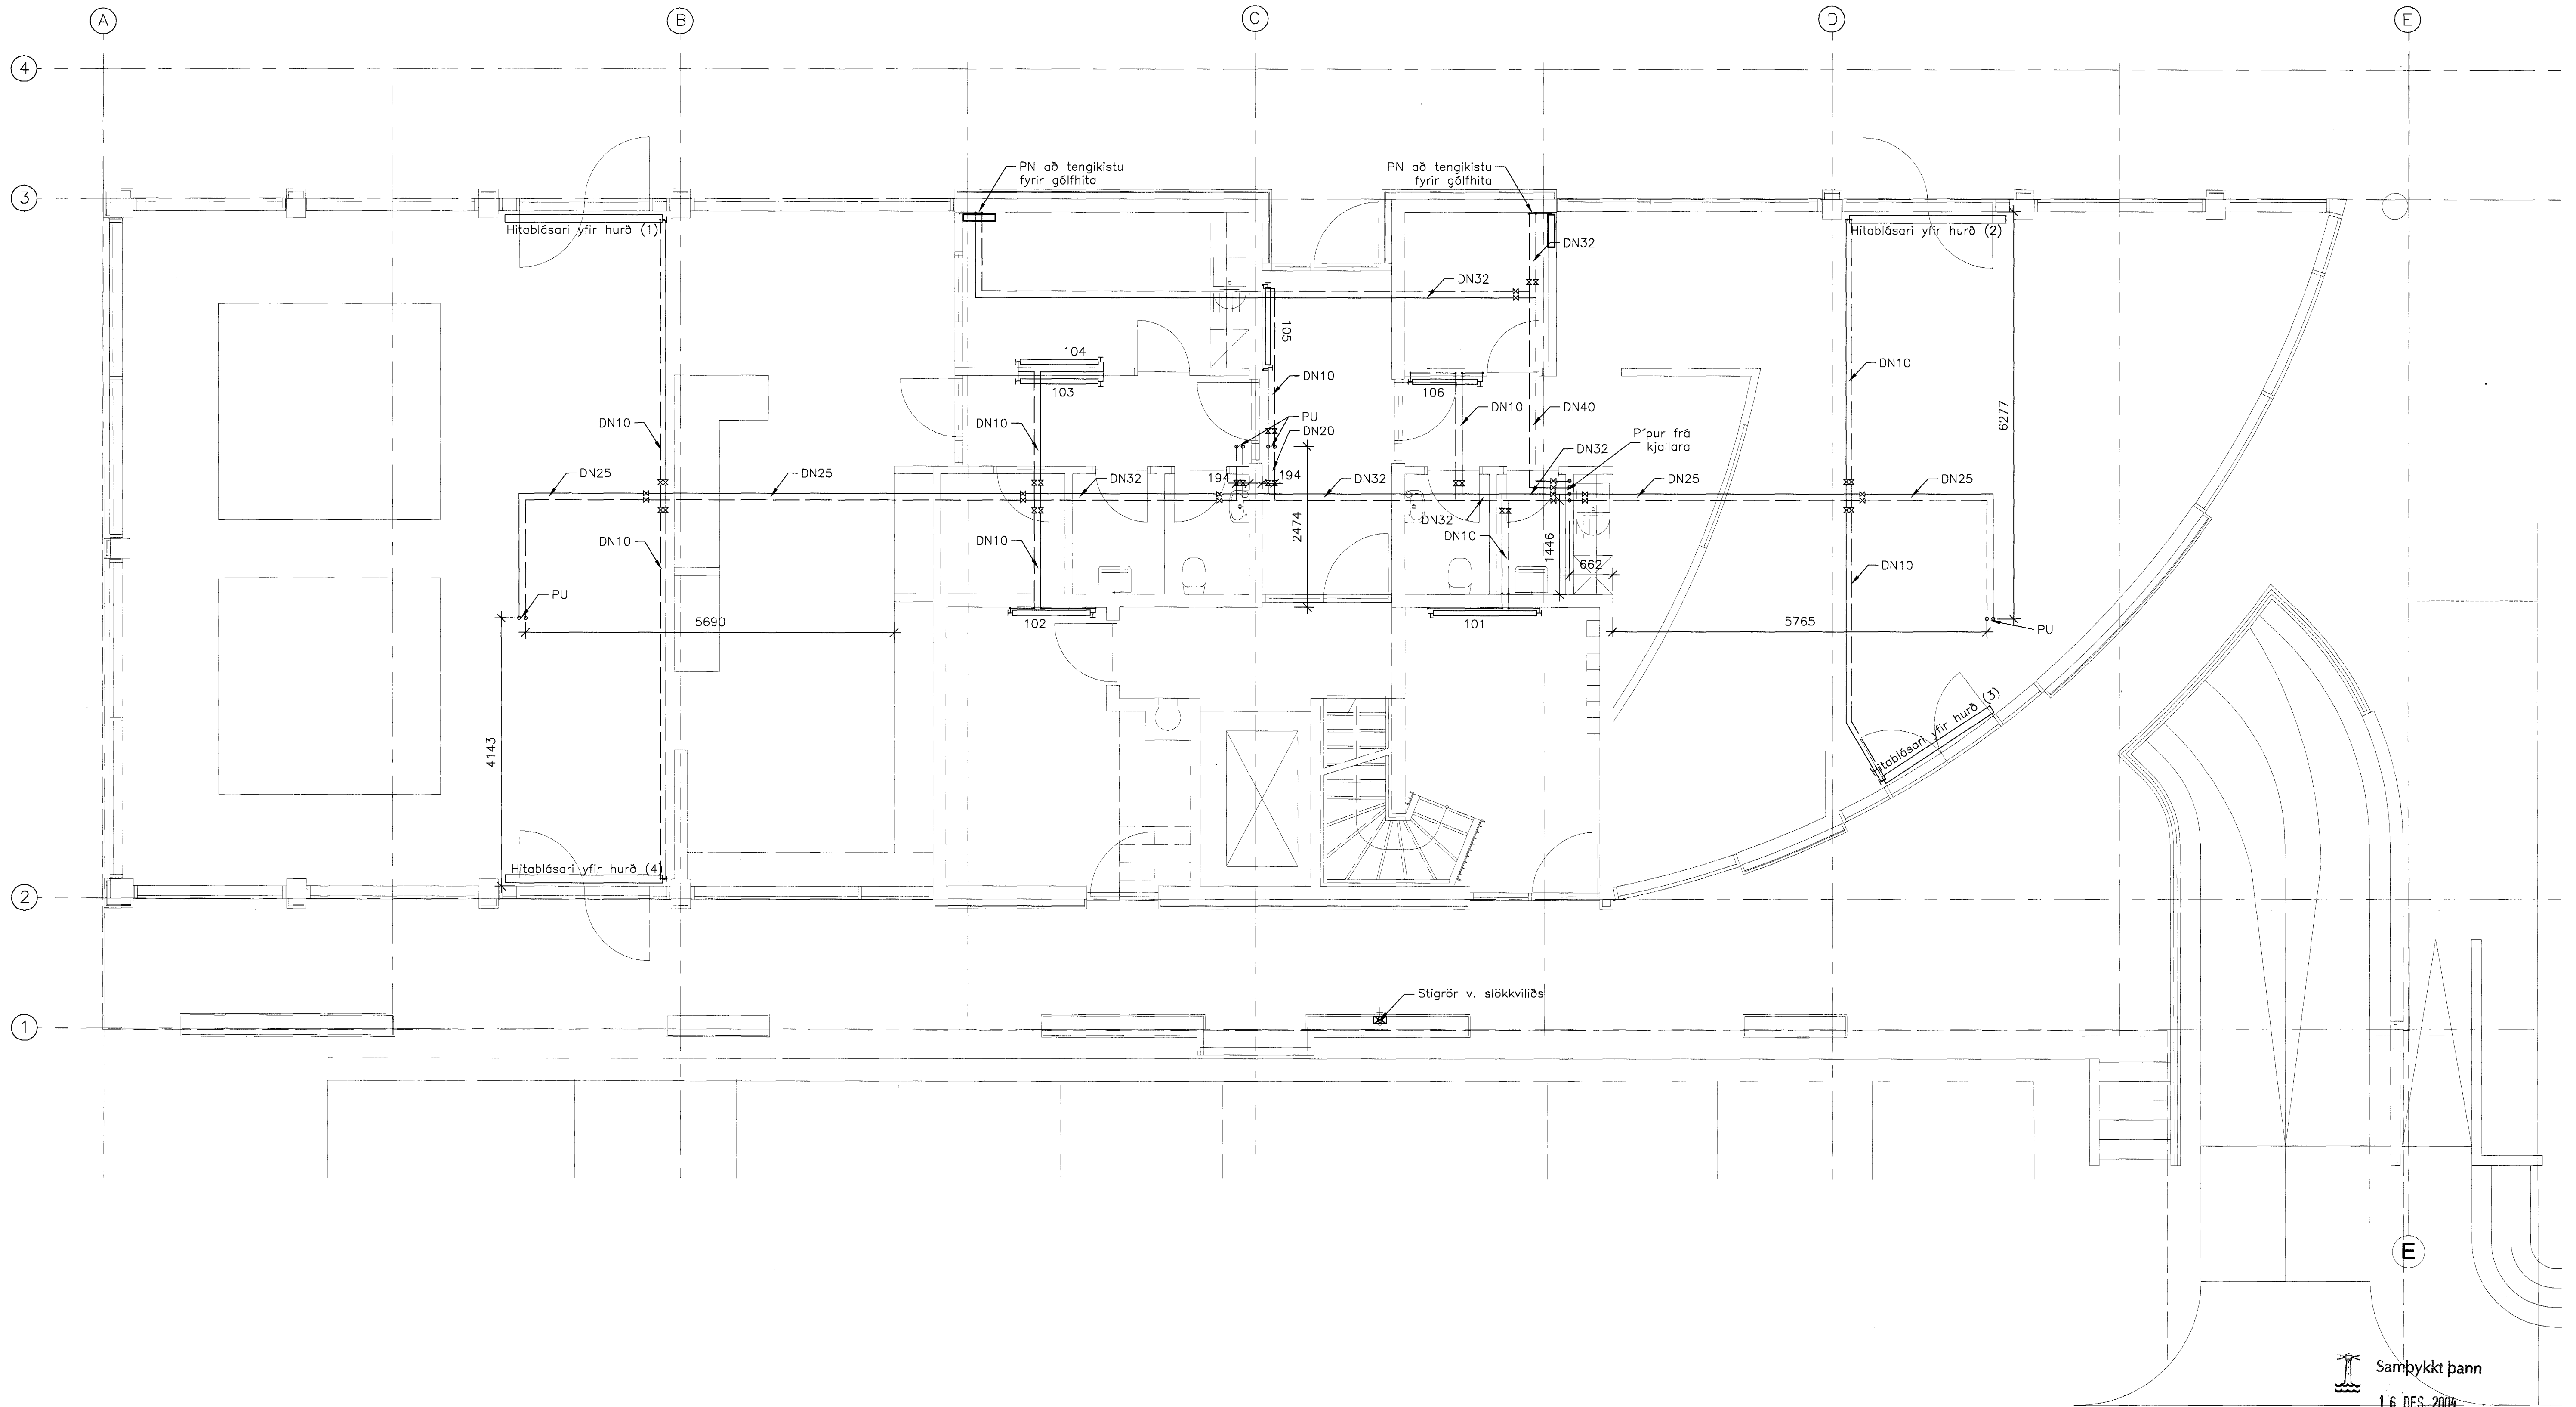 A
B
C
D
E
4
3
PN að tengikistu
fyrir gólfhita
PN að tengikistu
fyrir gólfhita
Hitablásari yfir hurð (1)
Hitablásari yfir hurð (2)
DN32
DN32
105
104
103
DN10
106
DN10
6277
DN10
DN10
PU
DN20
DN10
DN40
Pípur frá
kjallara
DN25
DN25
194
194
DN32
DN32
DN32
DN32
DN25
DN25
DN10
DN10
2474
DN10
1446
662
DN10
PU
5690
102
101
5765
PU
4143
Hitablásari yfir hurð (3)
Hitablásari yfir hurð (4)
2
Stigrör v. slökkviliðs
1
E
Samþykkt þann
16 DES. 2004